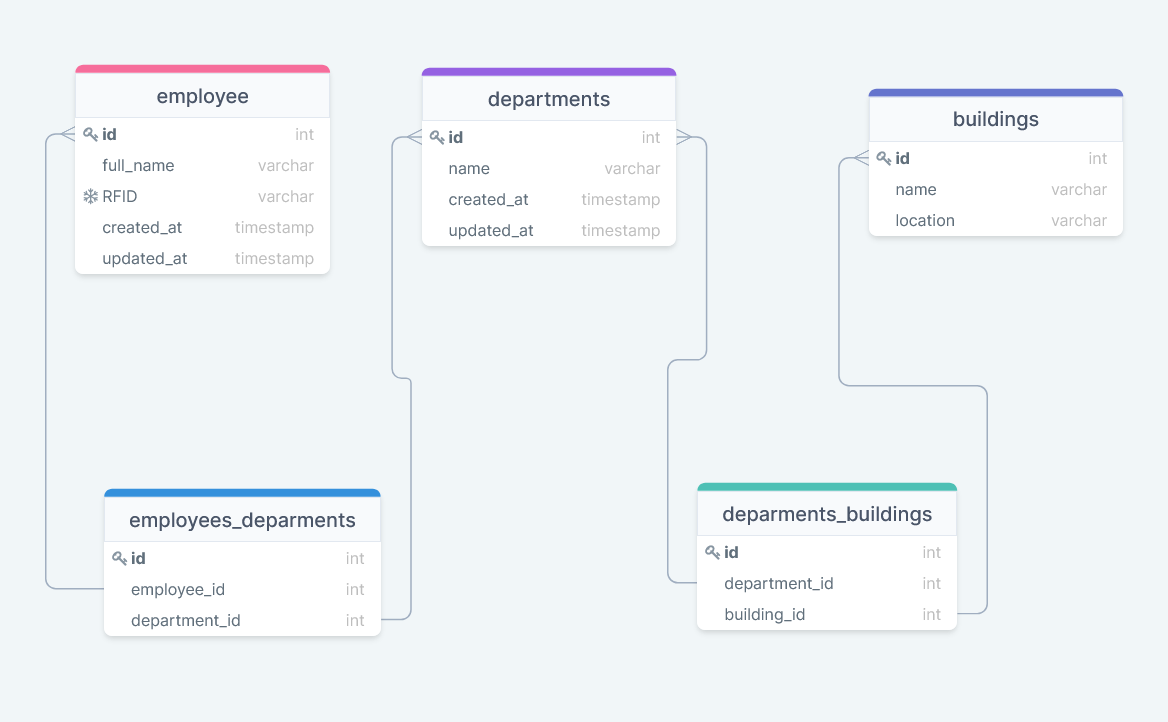 employee
id int
full_name varchar
RFID varchar
created_at timestamp
updated_at timestamp
departments
id int
name varchar
created_at timestamp
updated_at timestamp
buildings
id int
name varchar
location varchar
employees_deparments
id int
employee_id int
department_id int
deparments_buildings
id int
department_id int
building_id int